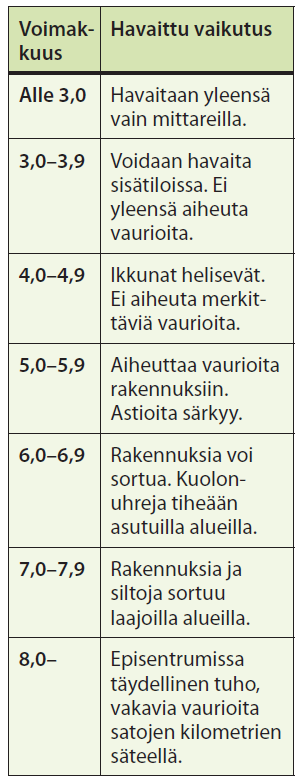 Voimak- Havaittu vaikutus
kuus
Alle 3,0 Havaitaan yleensä
vain mittareilla.
3,0–3,9 Voidaan havaita
sisätiloissa. Ei
yleensä aiheuta
vaurioita.
4,0–4,9 Ikkunat helisevät.
Ei aiheuta merkit-
täviä vaurioita.
5,0–5,9 Aiheuttaa vaurioita
rakennuksiin.
Astioita särkyy.
6,0–6,9 Rakennuksia voi
sortua. Kuolon-
uhreja tiheään
asutuilla alueilla.
7,0–7,9 Rakennuksia ja
siltoja sortuu
laajoilla alueilla.
8,0– Episentrumissa
täydellinen tuho,
vakavia vaurioita
satojen kilometrien
säteellä.